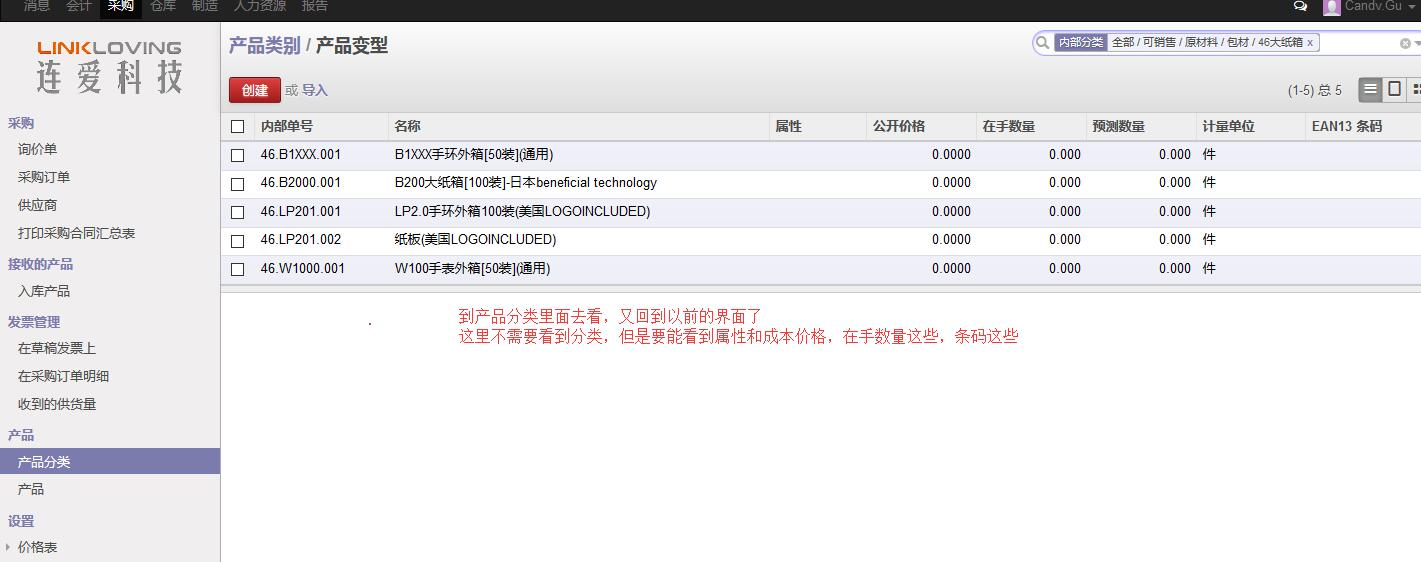 消息 会计 采购 仓库 制造 人力资源 报告 Candy.Gu
LINKLOVING
连爱科技
产品类别 / 产品变型
内部分类 全部 / 可销售 / 原材料 / 包材 / 46大纸箱 x
创建 或 导入
(1-5) 总 5
采购
询价单
采购订单
供应商
打印采购合同汇总表
接收的产品
入库产品
发票管理
在草稿发票上
在采购订单明细
收到的供货量
产品
产品分类
产品
设置
价格表
内部单号 名称 属性 公开价格 在手数量 预测数量 计量单位 EAN13 条码
46.B1XXX.001 B1XXX手环外箱[50装](通用) 0.0000 0.000 0.000 件
46.B2000.001 B200大纸箱[100装]-日本beneficial technology 0.0000 0.000 0.000 件
46.LP201.001 LP2.0手环外箱100装(美国LOGOINCLUDED) 0.0000 0.000 0.000 件
46.LP201.002 纸板(美国LOGOINCLUDED) 0.0000 0.000 0.000 件
46.W1000.001 W100手表外箱[50装](通用) 0.0000 0.000 0.000 件
到产品分类里面去看，又回到以前的界面了
这里不需要看到分类，但是要能看到属性和成本价格，在手数量这些，条码这些